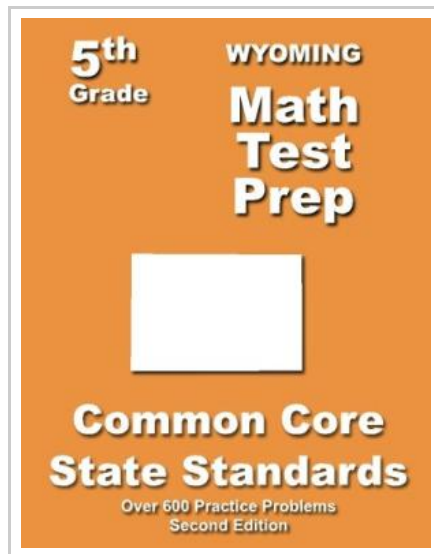 5th
Grade
WYOMING
Math
Test
Prep
Common Core
State Standards
Over 600 Practice Problems
Second Edition